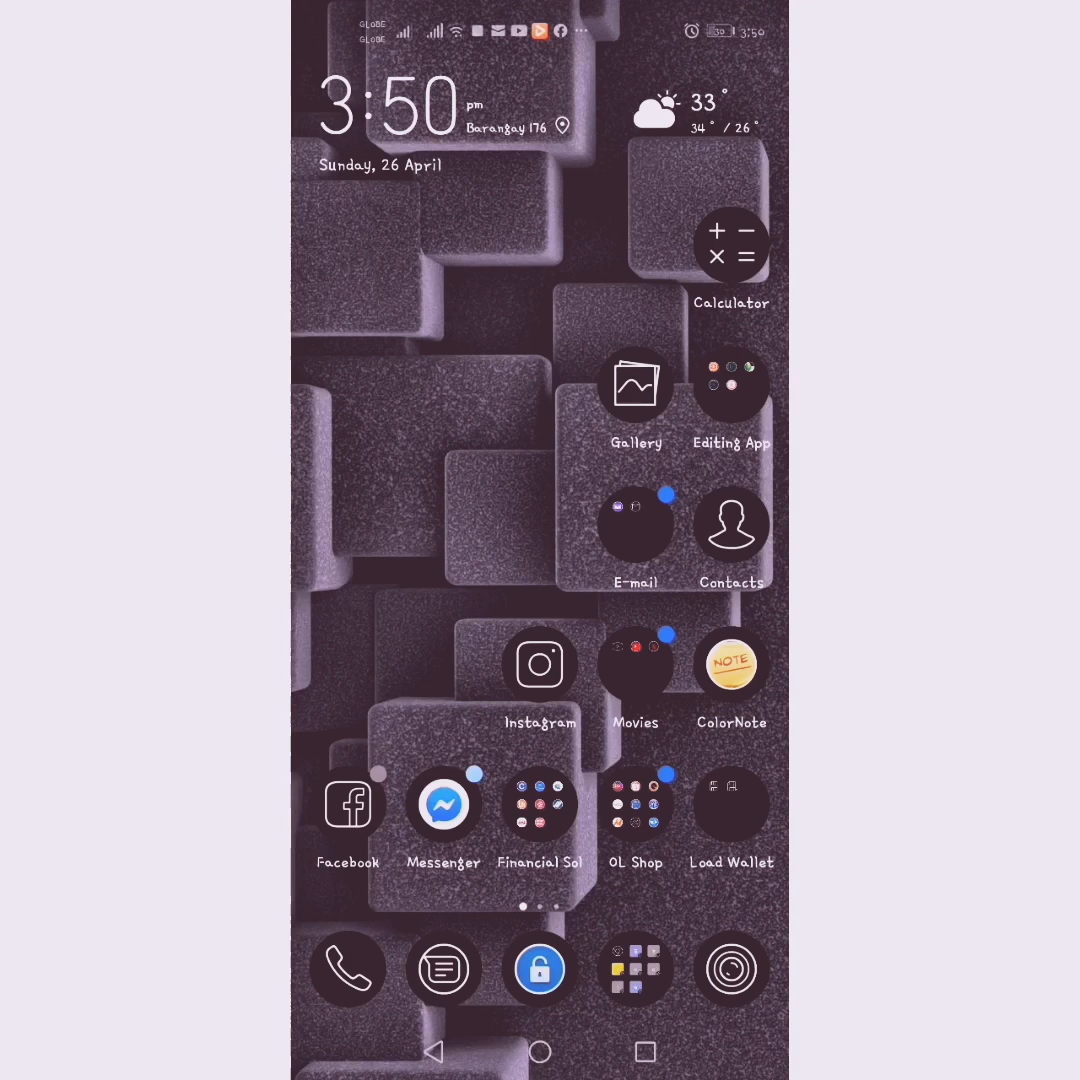 GLOBE
GLOBE
30
3:50
3:50
pm
Barangay 176
33°
34° / 26°
Sunday, 26 April
Calculator
Gallery
Editing App
E-mail
Contacts
NOTE
Instagram
Movies
ColorNote
Facebook
Messenger
Financial Sol
OL Shop
Load Wallet